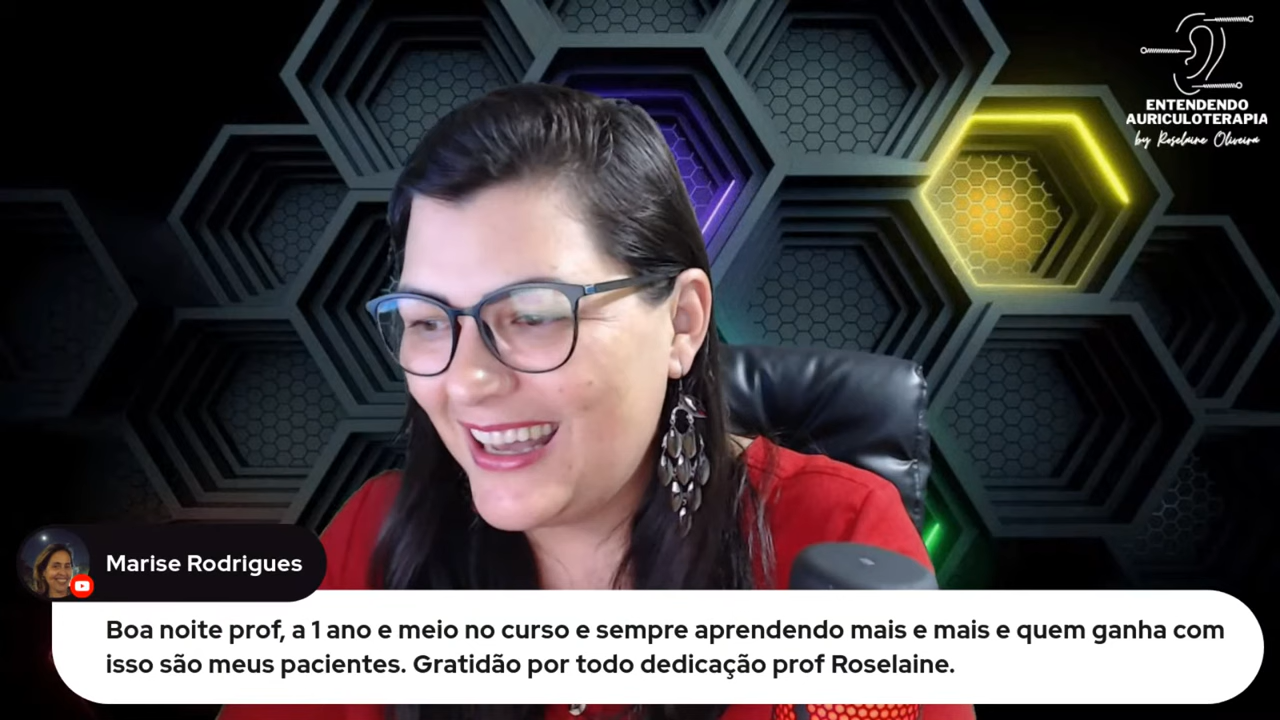 ENTENDENDO
AURICULOTERAPIA
by Roselaine Oliveira
Marise Rodrigues
Boa noite prof, a 1 ano e meio no curso e sempre aprendendo mais e mais e quem ganha com
isso são meus pacientes. Gratidão por todo dedicação prof Roselaine.